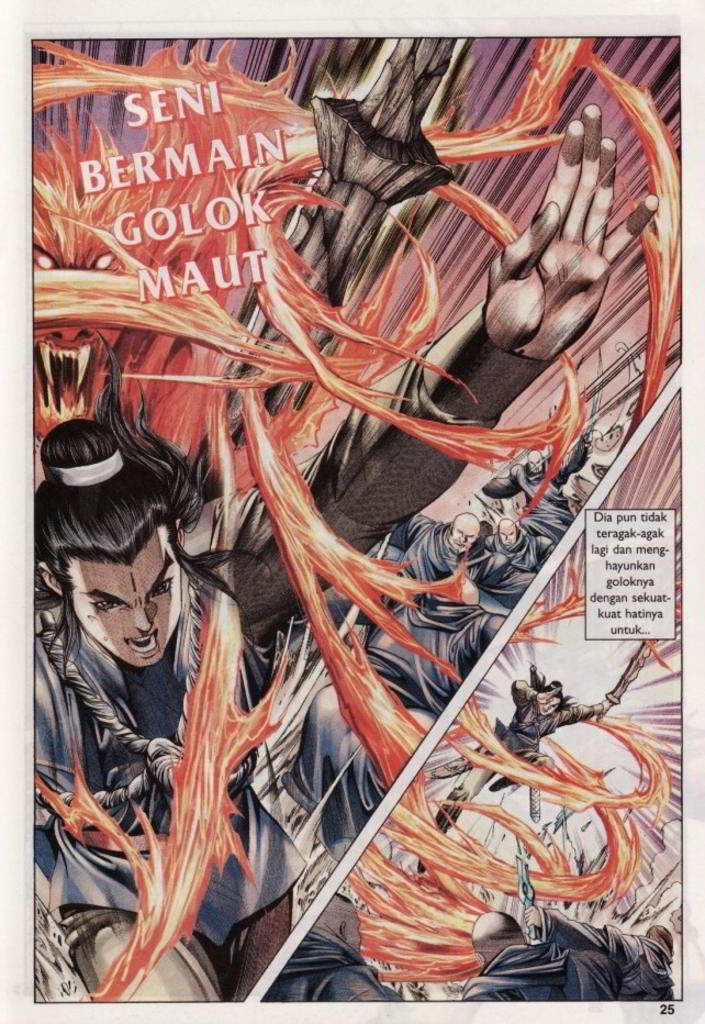 SENI
BERMAIN
GOLOK
MAUT
Dia pun tidak
teragak-agak
lagi dan meng-
hayunkan
goloknya
dengan sekuat-
kuat hatinya
untuk...
25